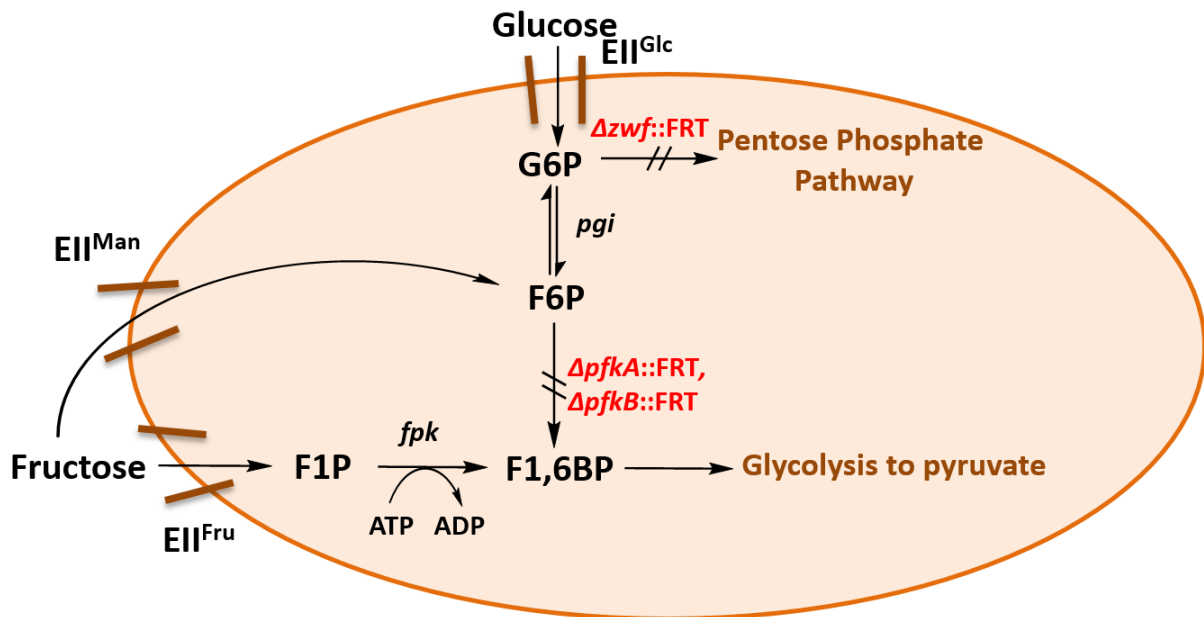 Glucose
EII^Glc
Δzwf::FRT
Pentose Phosphate
Pathway
G6P
pgi
EII^Man
F6P
ΔpfkA::FRT,
ΔpfkB::FRT
fpk
Fructose
F1P
F1,6BP
Glycolysis to pyruvate
ATP
ADP
EII^Fru